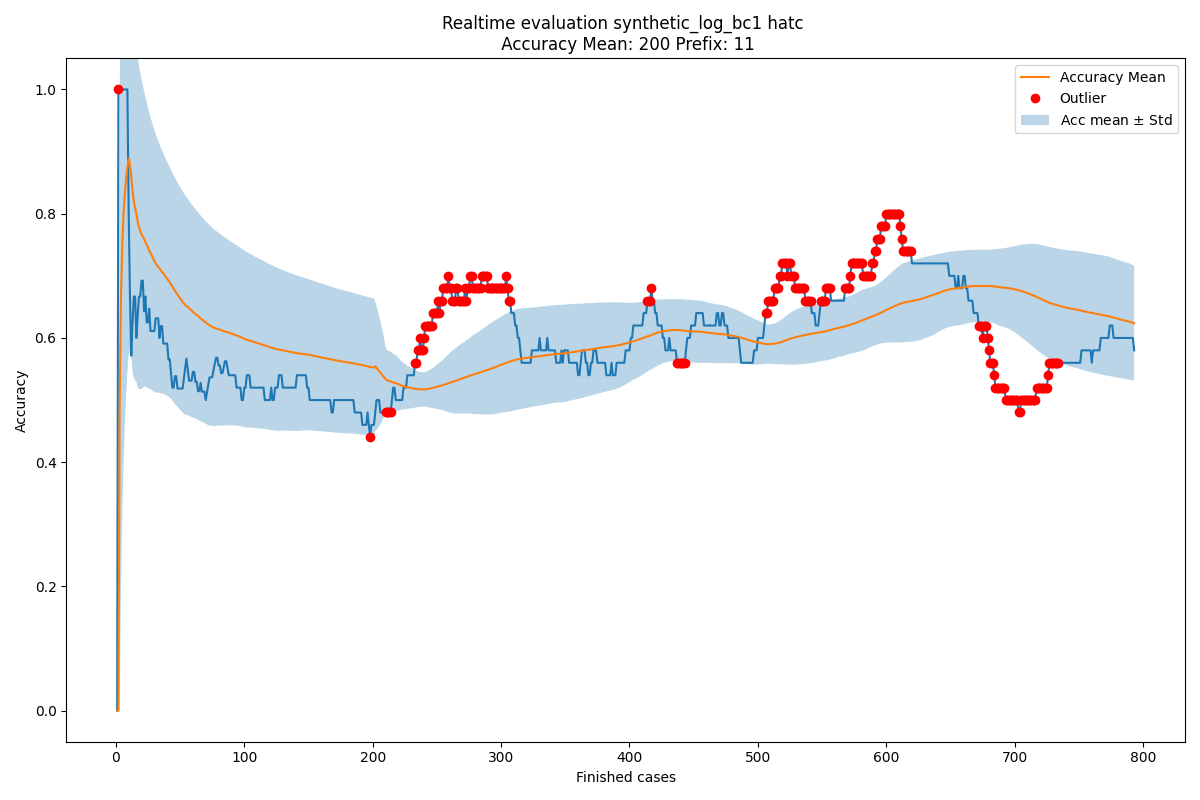 Realtime evaluation synthetic_log_bc1 hatc
Accuracy Mean: 200 Prefix: 11
Accuracy Mean
Outlier
Acc mean ± Std
1.0
0.8
0.6
0.4
0.2
0.0
Accuracy
0 100 200 300 400 500 600 700 800
Finished cases